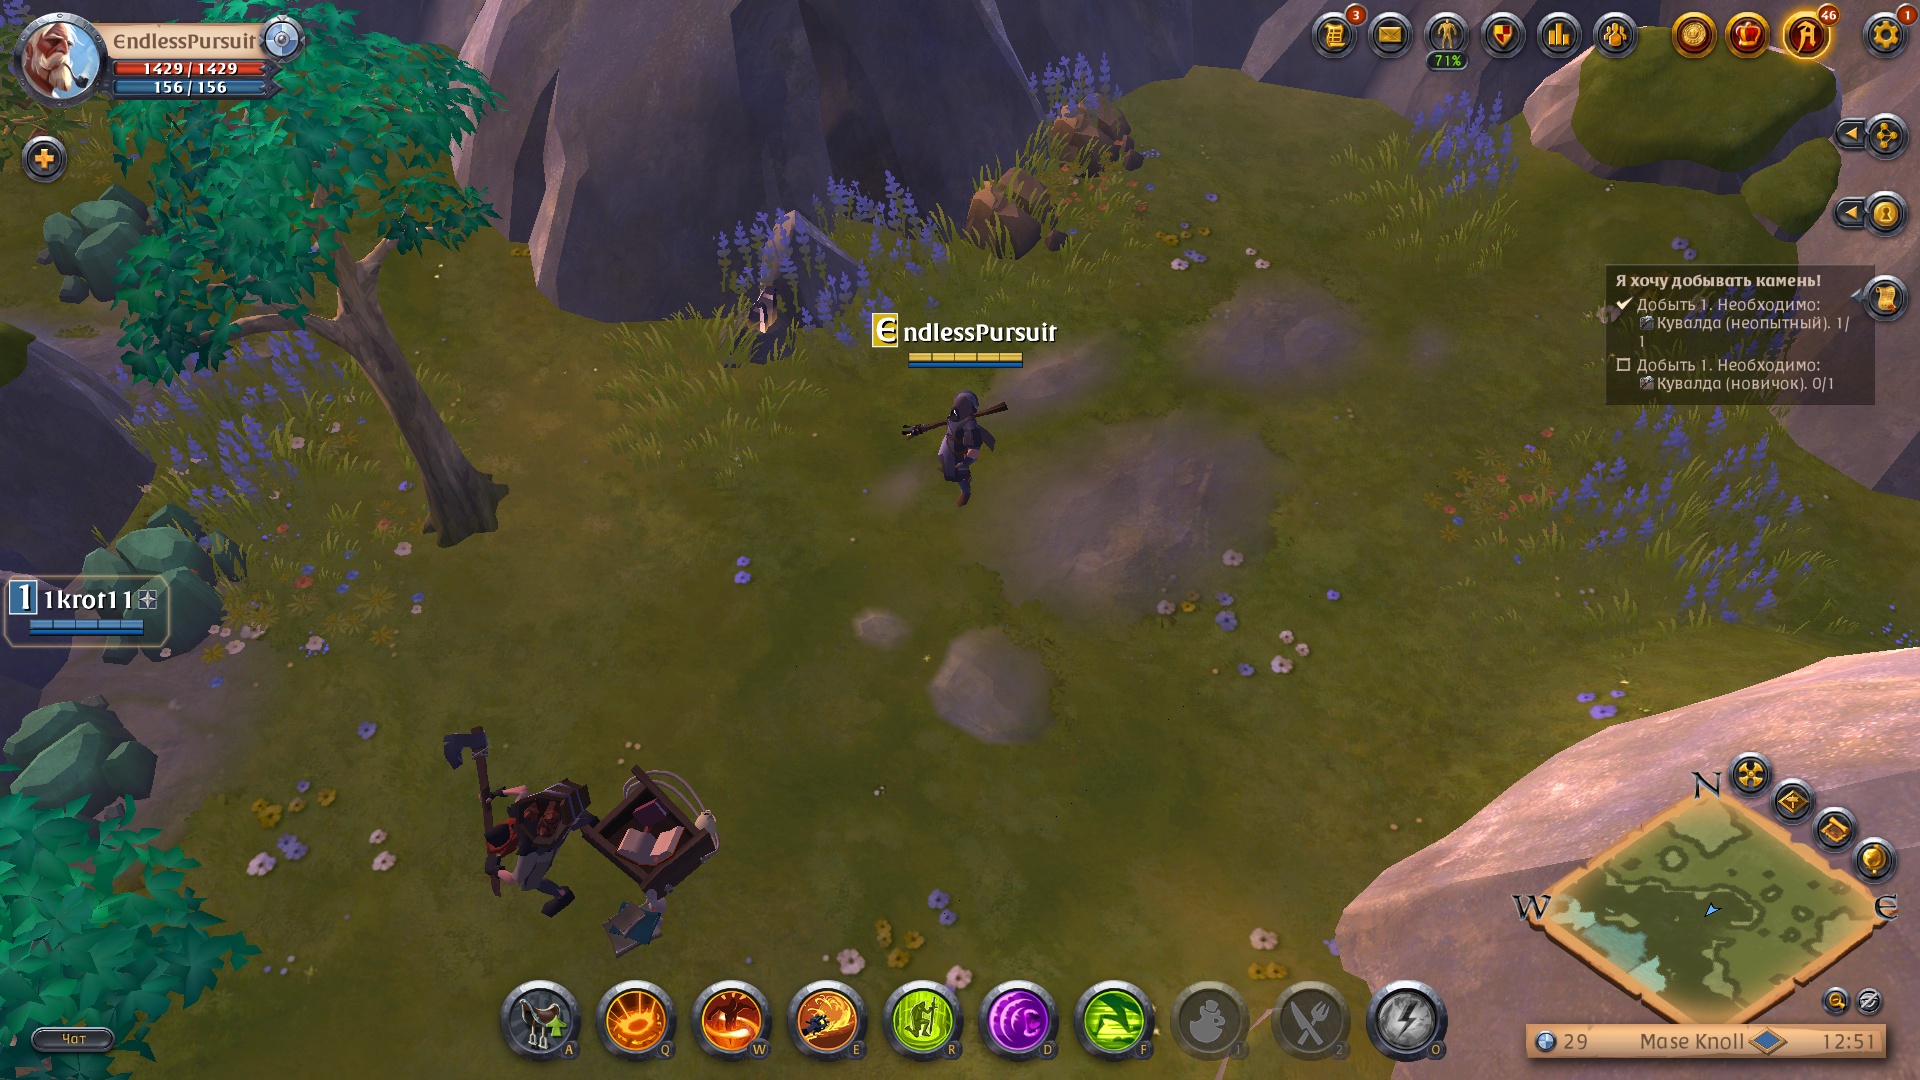 EndlessPursuit
1429 / 1429
156 / 156
3
71%
46
1
Я хочу добывать камень!
Добыть 1. Необходимо:
Кувалда (неопытный). 1/
1
Добыть 1. Необходимо:
Кувалда (новичок). 0/1
EndlessPursuit
1 1krot11
N
W
E
Чат
A
Q
W
E
R
D
F
1
2
O
29
Mase Knoll
12:51